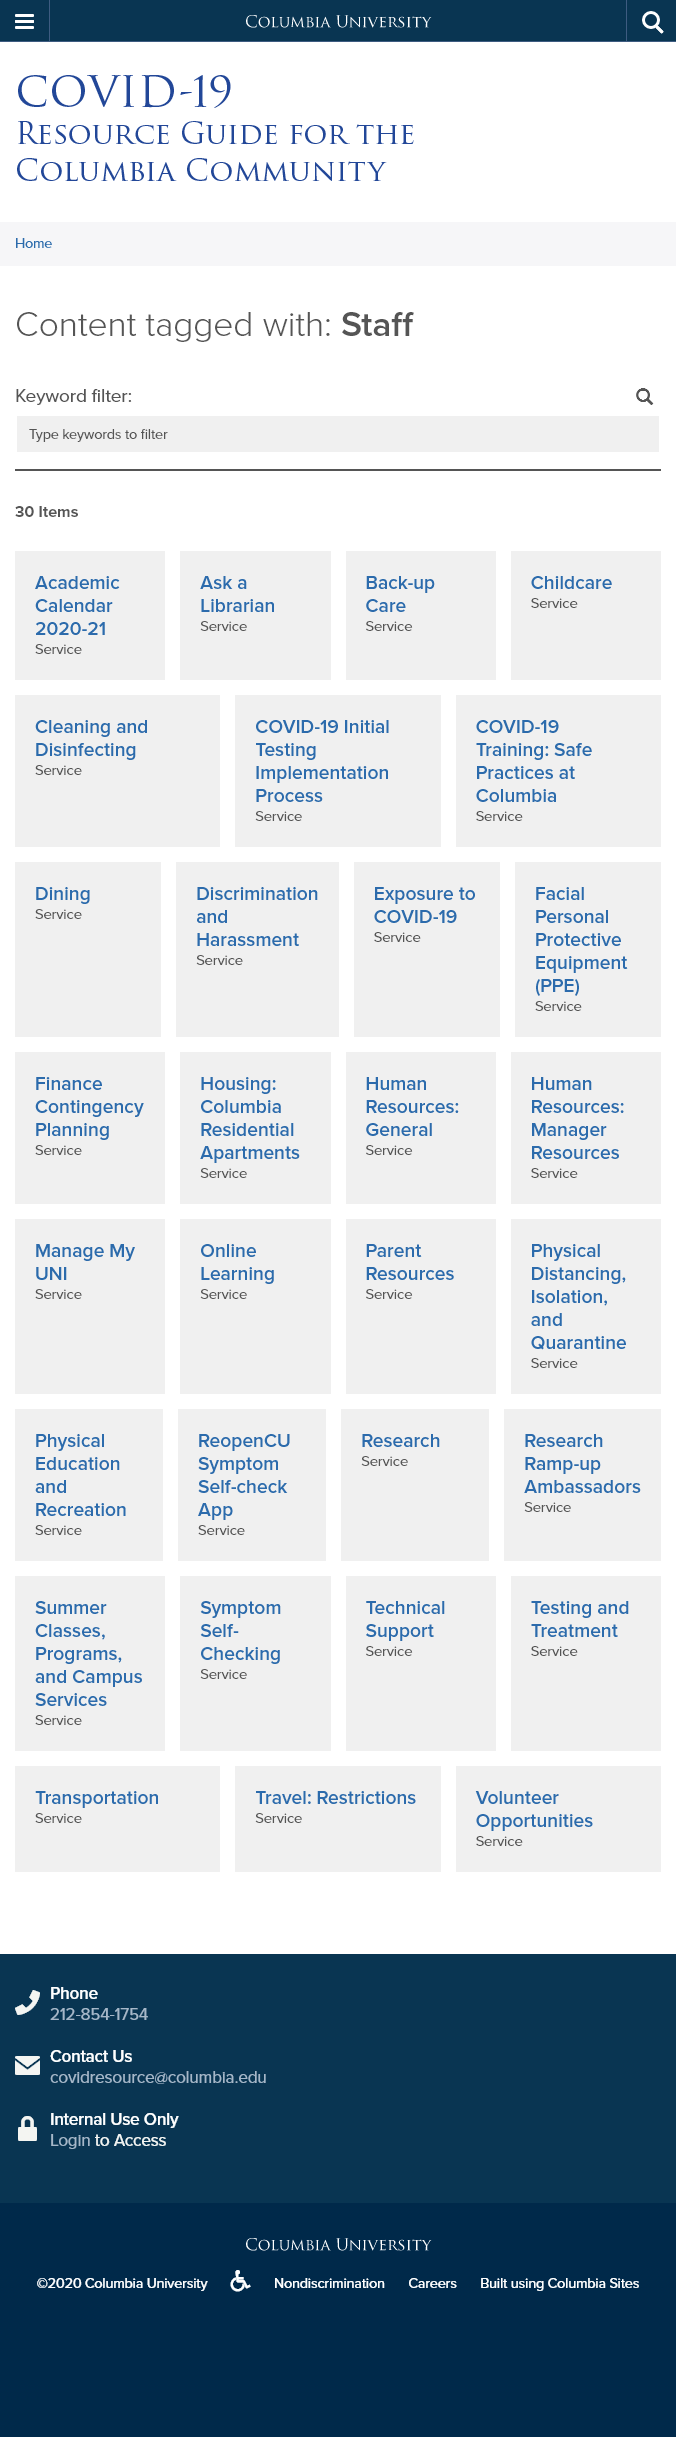 Columbia University
COVID-19
Resource Guide for the
Columbia Community
Home
Content tagged with: Staff
Keyword filter:
Type keywords to filter
30 Items
Academic
Calendar
2020-21
Service
Ask a
Librarian
Service
Back-up
Care
Service
Childcare
Service
Cleaning and
Disinfecting
Service
COVID-19 Initial
Testing
Implementation
Process
Service
COVID-19
Training: Safe
Practices at
Columbia
Service
Dining
Service
Discrimination
and
Harassment
Service
Exposure to
COVID-19
Service
Facial
Personal
Protective
Equipment
(PPE)
Service
Finance
Contingency
Planning
Service
Housing:
Columbia
Residential
Apartments
Service
Human
Resources:
General
Service
Human
Resources:
Manager
Resources
Service
Manage My
UNI
Service
Online
Learning
Service
Parent
Resources
Service
Physical
Distancing,
Isolation,
and
Quarantine
Service
Physical
Education
and
Recreation
Service
ReopenCU
Symptom
Self-check
App
Service
Research
Service
Research
Ramp-up
Ambassadors
Service
Summer
Classes,
Programs,
and Campus
Services
Service
Symptom
Self-
Checking
Service
Technical
Support
Service
Testing and
Treatment
Service
Transportation
Service
Travel: Restrictions
Service
Volunteer
Opportunities
Service
Phone
212-854-1754
Contact Us
covidresource@columbia.edu
Internal Use Only
Login to Access
Columbia University
©2020 Columbia University Nondiscrimination Careers Built using Columbia Sites